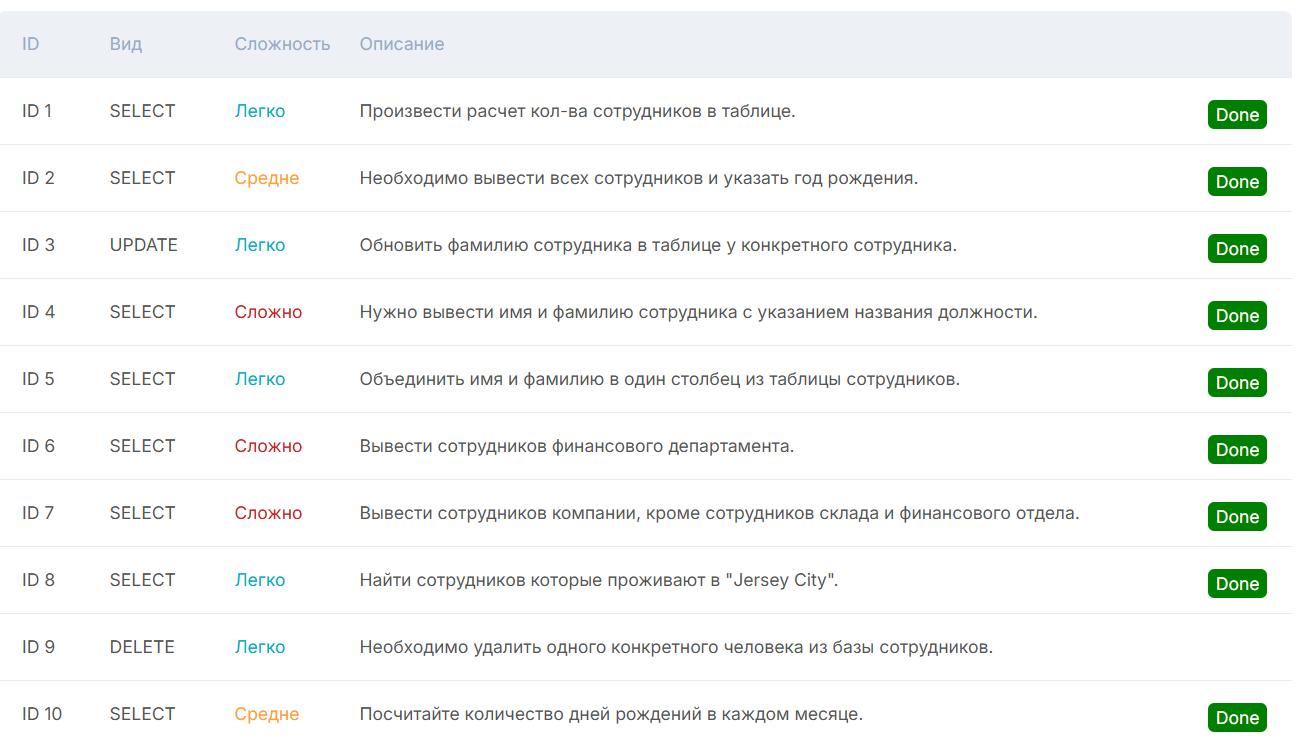 ID Вид Сложность Описание
ID 1 SELECT Легко Произвести расчет кол-ва сотрудников в таблице. Done
ID 2 SELECT Средне Необходимо вывести всех сотрудников и указать год рождения. Done
ID 3 UPDATE Легко Обновить фамилию сотрудника в таблице у конкретного сотрудника. Done
ID 4 SELECT Сложно Нужно вывести имя и фамилию сотрудника с указанием названия должности. Done
ID 5 SELECT Легко Объединить имя и фамилию в один столбец из таблицы сотрудников. Done
ID 6 SELECT Сложно Вывести сотрудников финансового департамента. Done
ID 7 SELECT Сложно Вывести сотрудников компании, кроме сотрудников склада и финансового отдела. Done
ID 8 SELECT Легко Найти сотрудников которые проживают в "Jersey City". Done
ID 9 DELETE Легко Необходимо удалить одного конкретного человека из базы сотрудников.
ID 10 SELECT Средне Посчитайте количество дней рождений в каждом месяце. Done